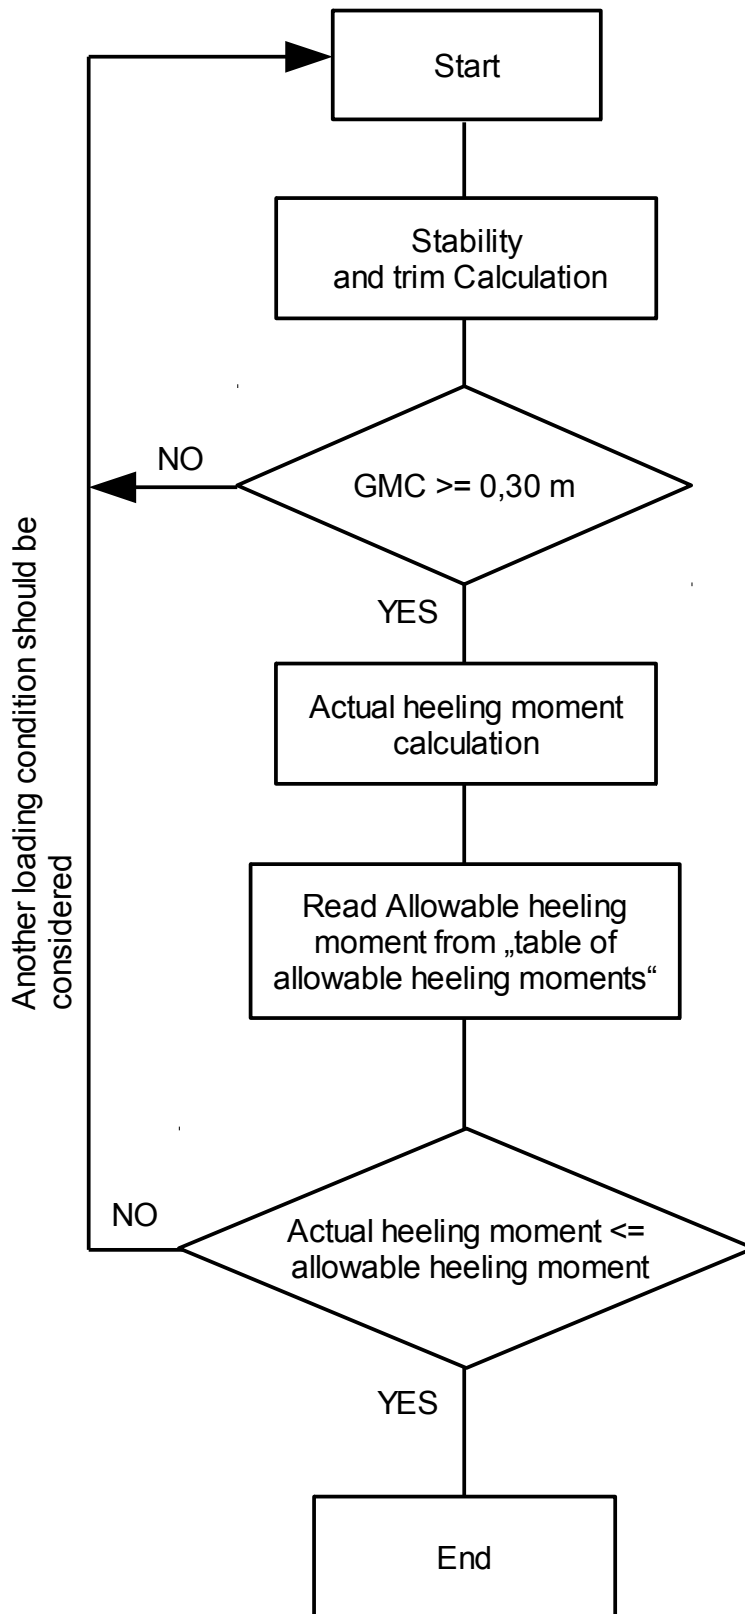 Start
Stability
and trim Calculation
NO
GMC >= 0,30 m
YES
Another loading condition should be
considered
Actual heeling moment
calculation
Read Allowable heeling
moment from „table of
allowable heeling moments“
NO
Actual heeling moment <=
allowable heeling moment
YES
End